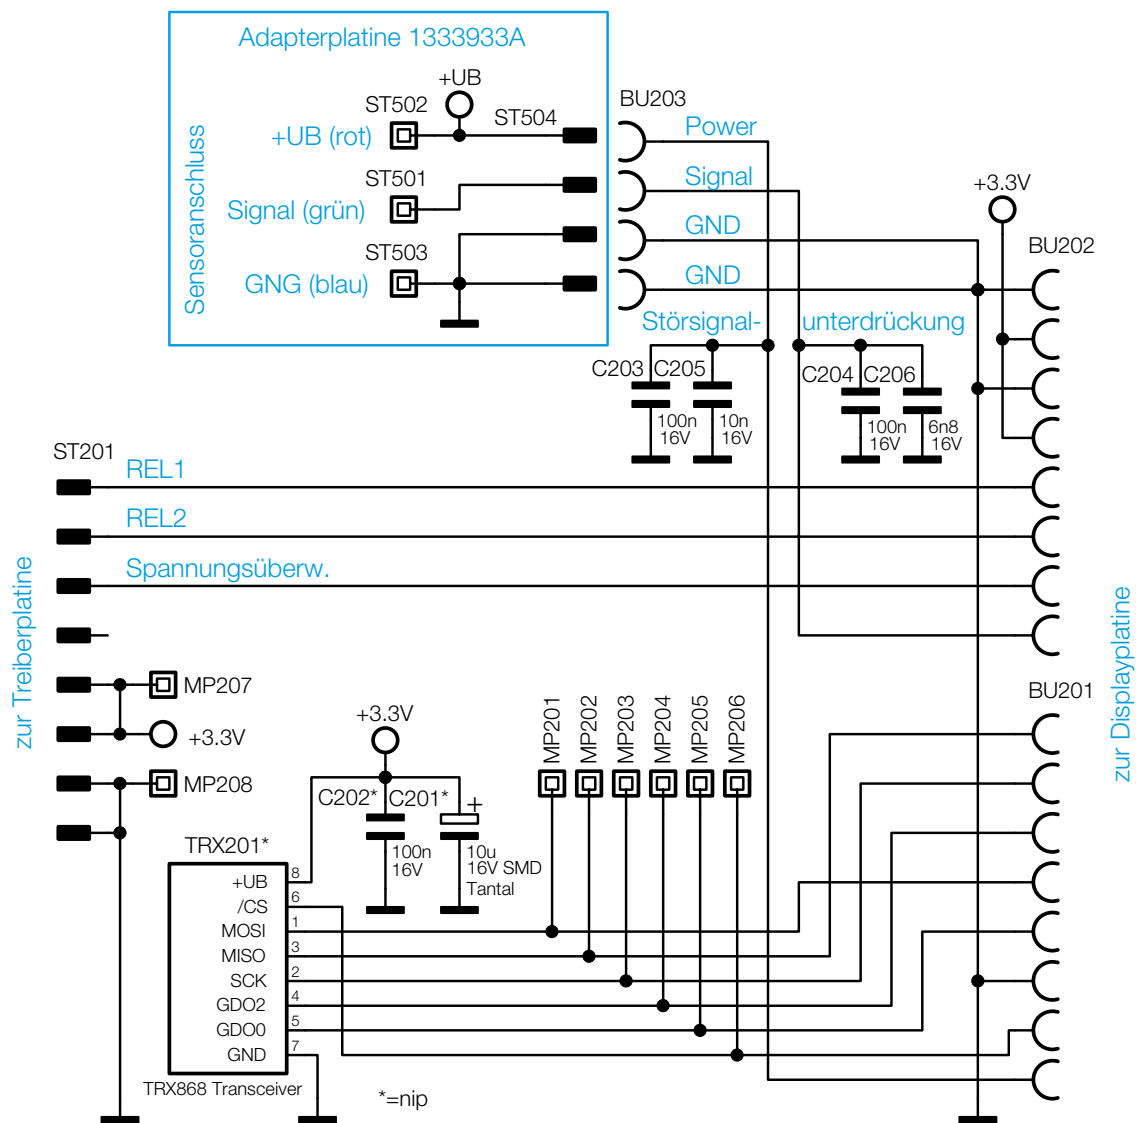 Adapterplatine 1333933A
+UB
ST502
ST504
BU203
+UB (rot)
Power
Sensoranschluss
ST501
Signal
Signal (grün)
+3.3V
GND
ST503
BU202
GNG (blau)
GND
Störsignal-
unterdrückung
C203
C205
C204
C206
100n
16V
10n
16V
100n
16V
6n8
16V
ST201
REL1
REL2
Spannungsüberw.
zur Treiberplatine
zur Displayplatine
MP207
BU201
+3.3V
+3.3V
MP201
MP202
MP203
MP204
MP205
MP206
MP208
C202*
C201*
+
TRX201*
100n
16V
10u
16V SMD
Tantal
+UB 8
/CS 6
MOSI 1
MISO 3
SCK 2
GDO2 4
GDO0 5
GND 7
TRX868 Transceiver
*=nip